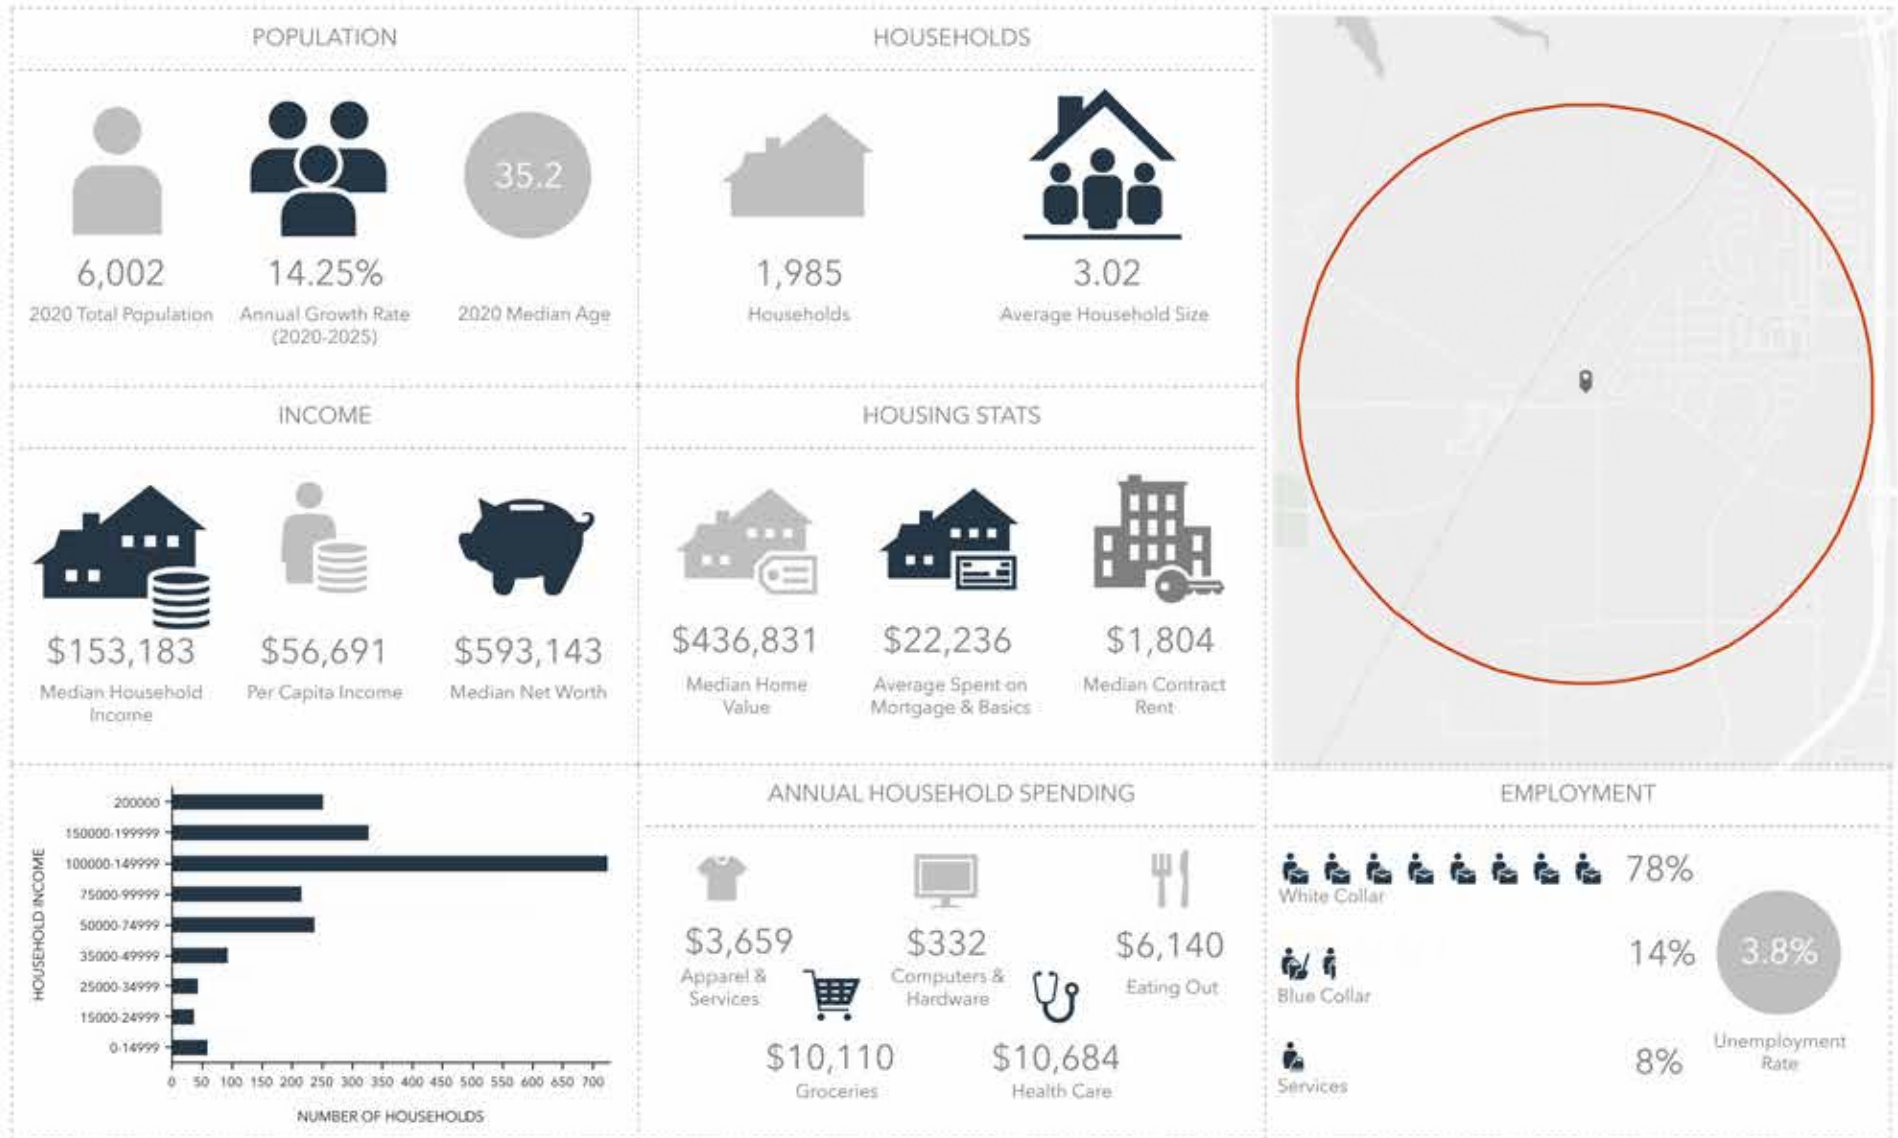 POPULATION
6,002
2020 Total Population
14.25%
Annual Growth Rate
(2020-2025)
35.2
2020 Median Age
HOUSEHOLDS
1,985
Households
3.02
Average Household Size
INCOME
$153,183
Median Household
Income
$56,691
Per Capita Income
$593,143
Median Net Worth
HOUSING STATS
$436,831
Median Home
Value
$22,236
Average Spent on
Mortgage & Basics
$1,804
Median Contract
Rent
HOUSEHOLD INCOME
200000
150000-199999
100000-149999
75000-99999
50000-74999
35000-49999
25000-34999
15000-24999
0-14999
0 50 100 150 200 250 300 350 400 450 500 550 600 650 700
NUMBER OF HOUSEHOLDS
ANNUAL HOUSEHOLD SPENDING
$3,659
Apparel &
Services
$332
Computers &
Hardware
$6,140
Eating Out
$10,110
Groceries
$10,684
Health Care
EMPLOYMENT
78%
White Collar
14%
Blue Collar
8%
Services
3.8%
Unemployment
Rate